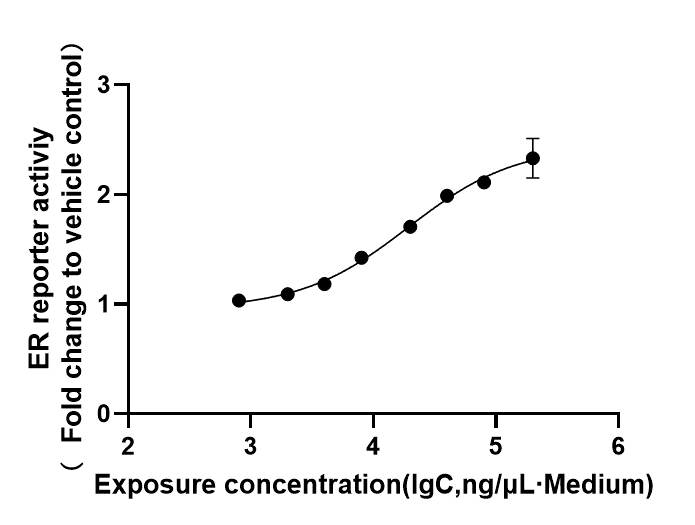 ER reporter activiy
( Fold change to vehicle control)
3
2
1
0
2 3 4 5 6
Exposure concentration(lgC,ng/μL·Medium)